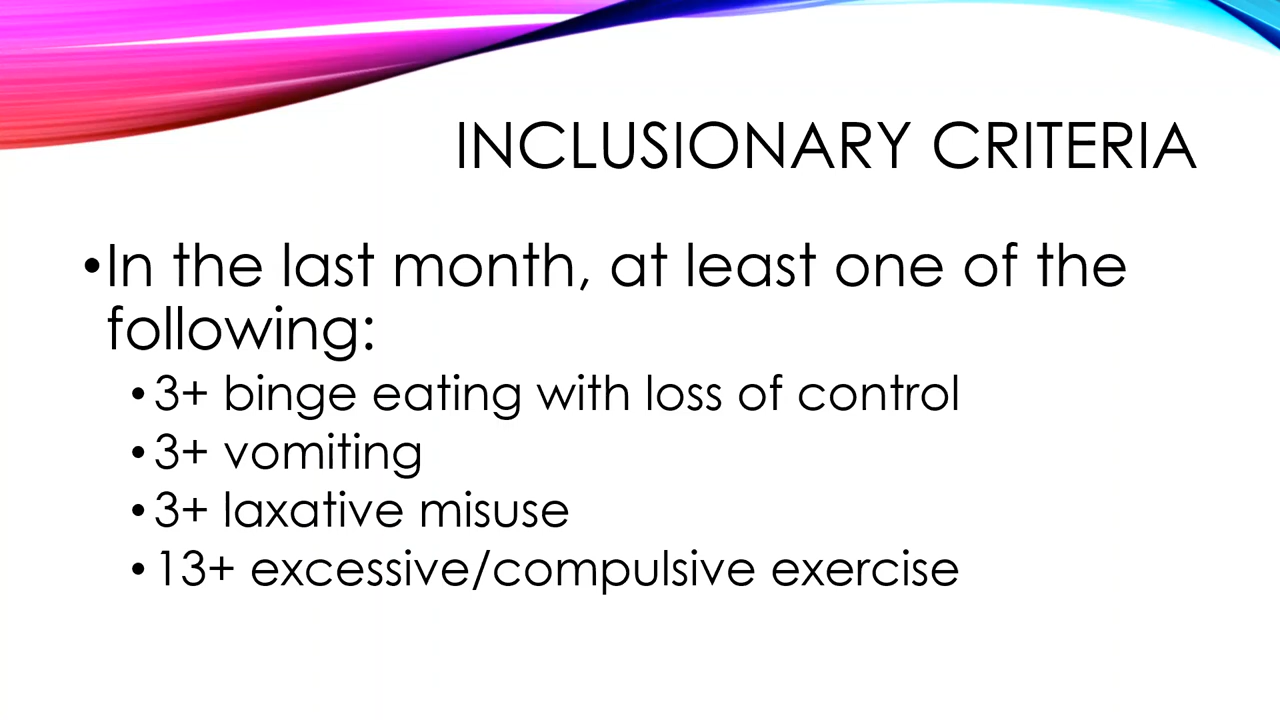 INCLUSIONARY CRITERIA
•In the last month, at least one of the
following:
•3+ binge eating with loss of control
•3+ vomiting
•3+ laxative misuse
•13+ excessive/compulsive exercise